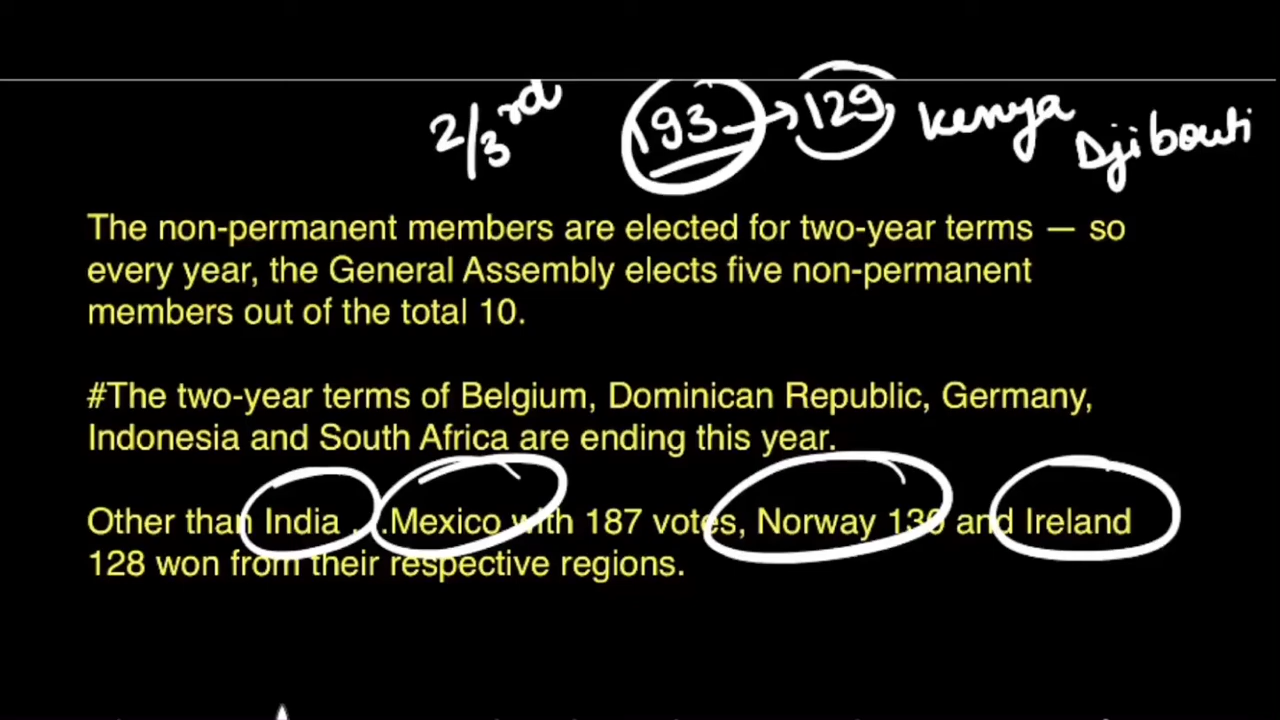 2/3rd 193 → 129 Kenya Djibouti
The non-permanent members are elected for two-year terms — so
every year, the General Assembly elects five non-permanent
members out of the total 10.
#The two-year terms of Belgium, Dominican Republic, Germany,
Indonesia and South Africa are ending this year.
Other than India , .Mexico with 187 votes, Norway 130 and Ireland
128 won from their respective regions.